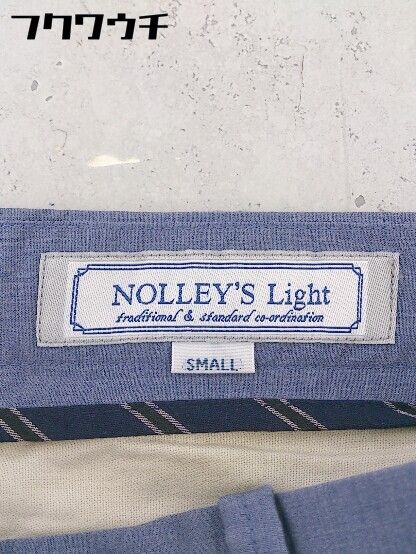 フクワウチ
NOLLEY'S Light
traditional & standard co-ordination
SMALL